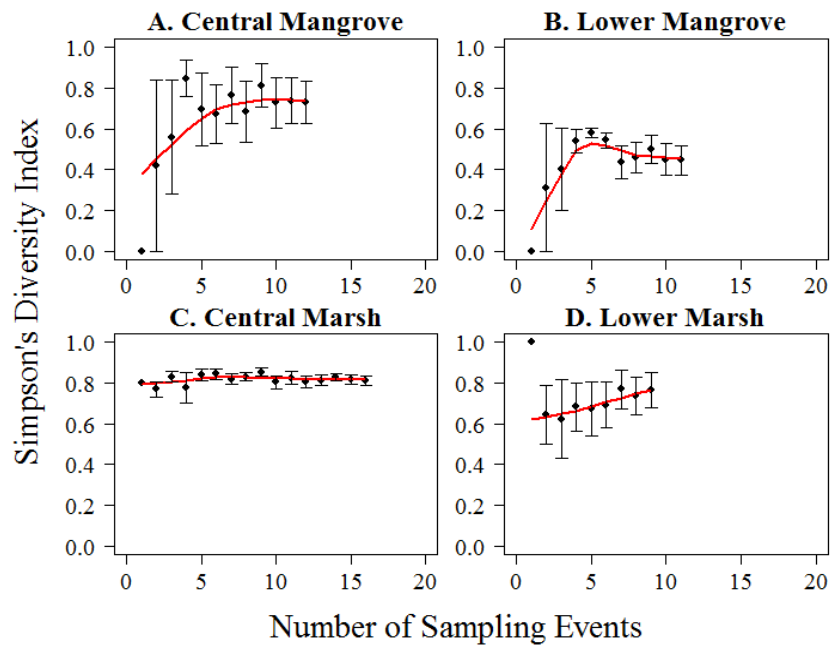 A. Central Mangrove
B. Lower Mangrove
1.0
0.8
0.6
0.4
0.2
0.0
0 5 10 15 20
1.0
0.8
0.6
0.4
0.2
0.0
0 5 10 15 20
C. Central Marsh
D. Lower Marsh
1.0
0.8
0.6
0.4
0.2
0.0
0 5 10 15 20
1.0
0.8
0.6
0.4
0.2
0.0
0 5 10 15 20
Simpson's Diversity Index
Number of Sampling Events